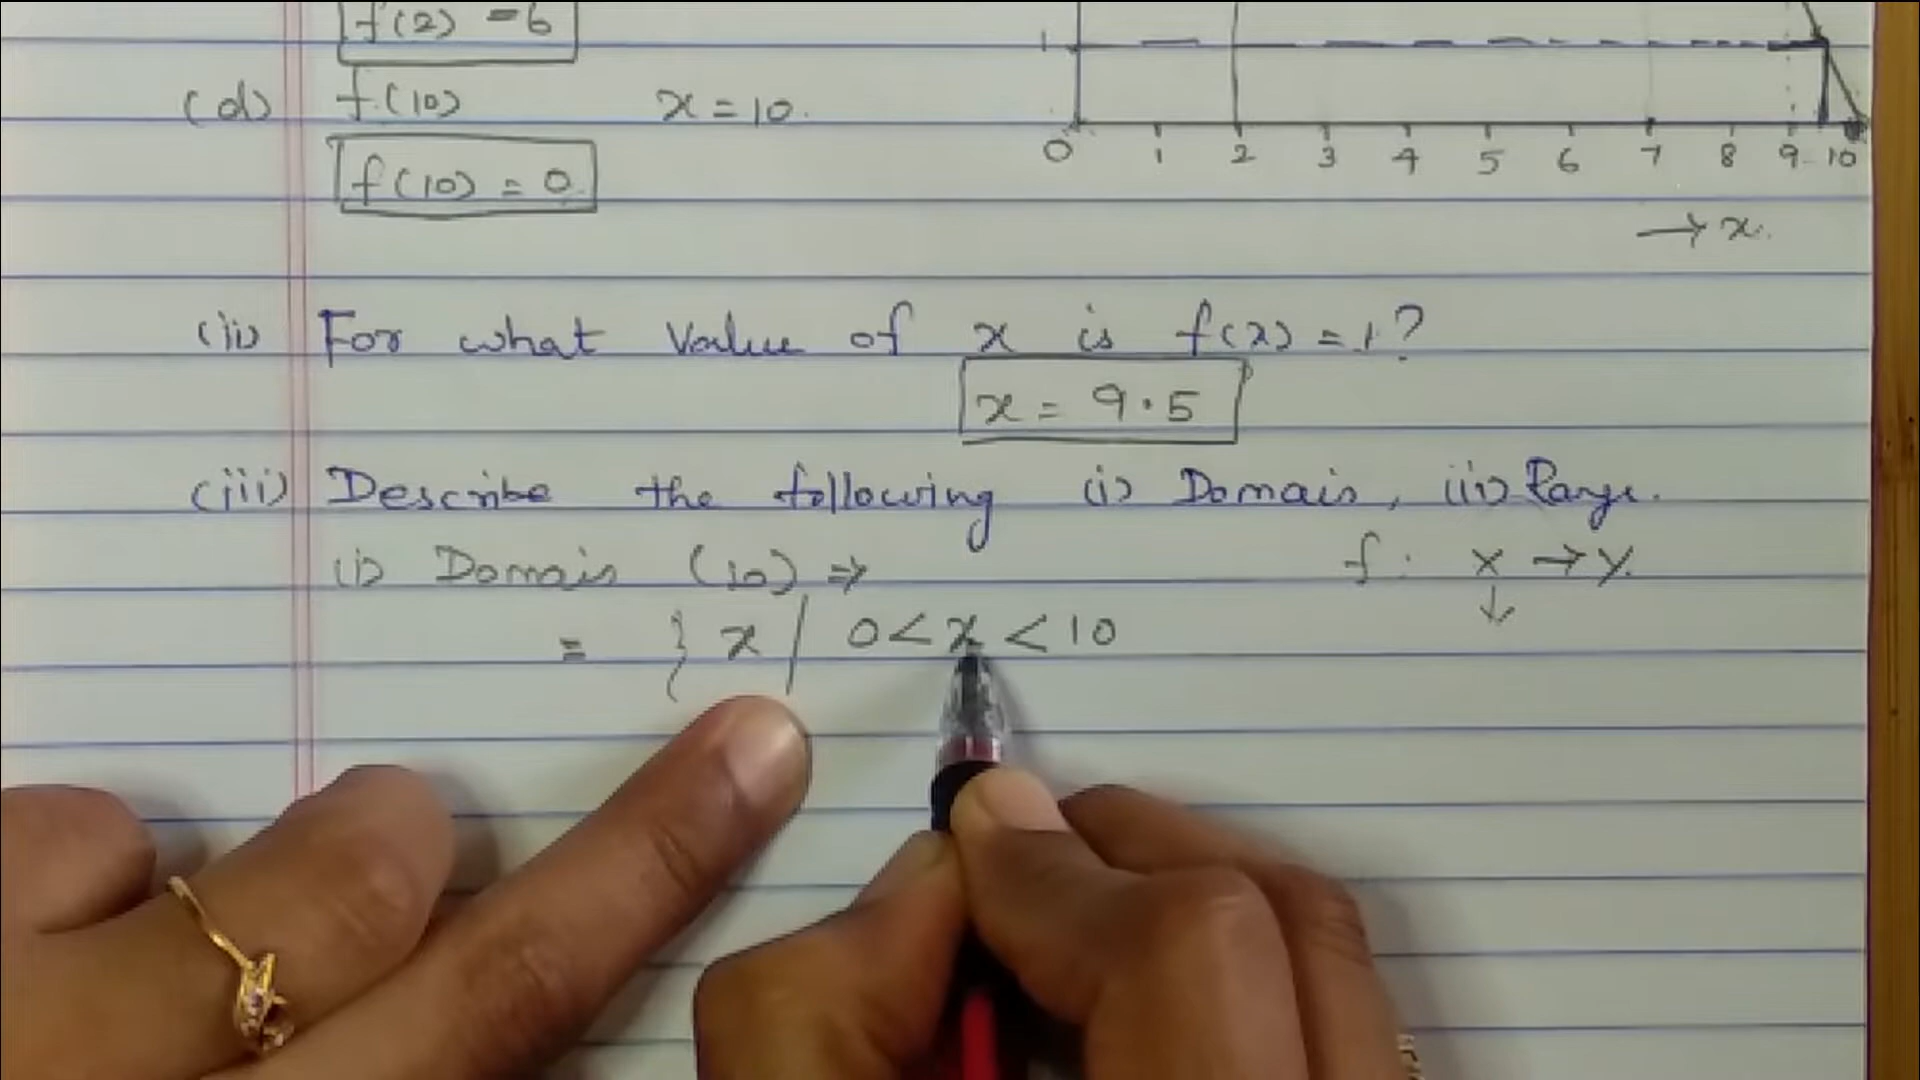 f(2) = 6
(d) f(10) x = 10.
f(10) = 0.
1
0 1 2 3 4 5 6 7 8 9 10
→ x.
(ii) For what value of x is f(x) = 1?
x = 9.5
(iii) Describe the following (i) Domain, (ii) Range.
(i) Domain (10) ⇒ f: x → y.
↓
= { x / 0 < x < 10